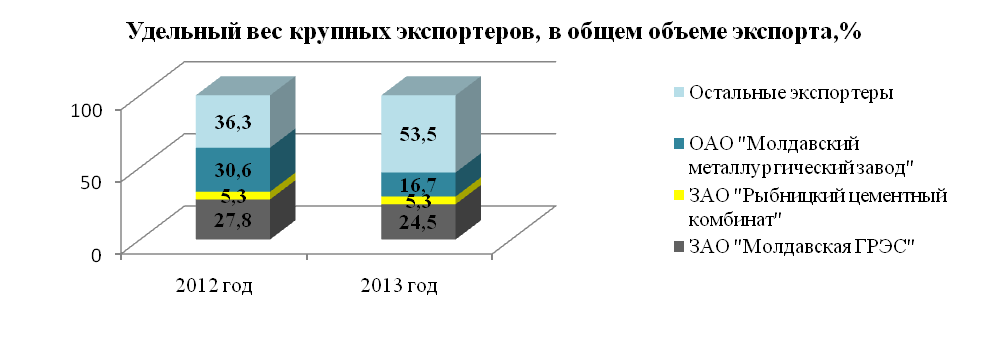 Удельный вес крупных экспортеров, в общем объеме экспорта,%
100
50
0
36,3
30,6
5,3
27,8
53,5
16,7
5,3
24,5
2012 год
2013 год
Остальные экспортеры
ОАО "Молдавский
металлургический завод"
ЗАО "Рыбницкий цементный
комбинат"
ЗАО "Молдавская ГРЭС"